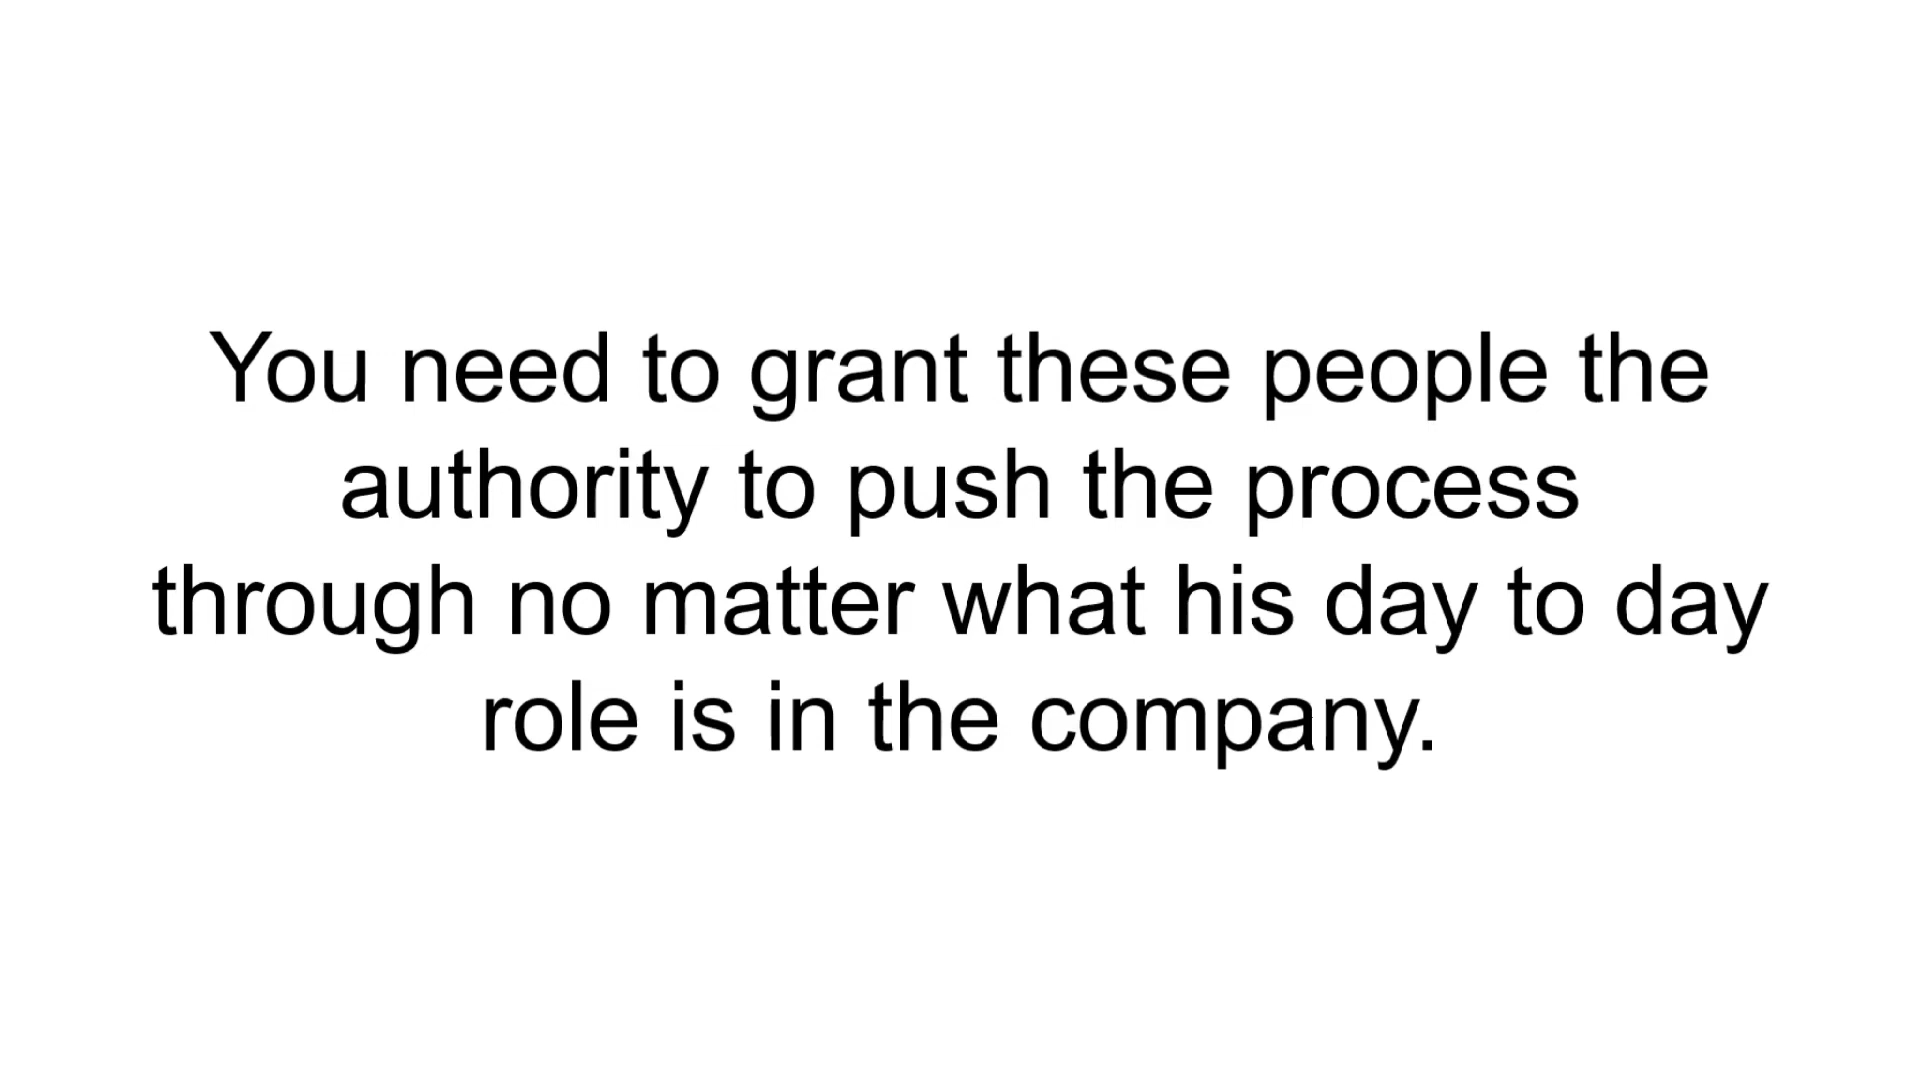 You need to grant these people the
authority to push the process
through no matter what his day to day
role is in the company.